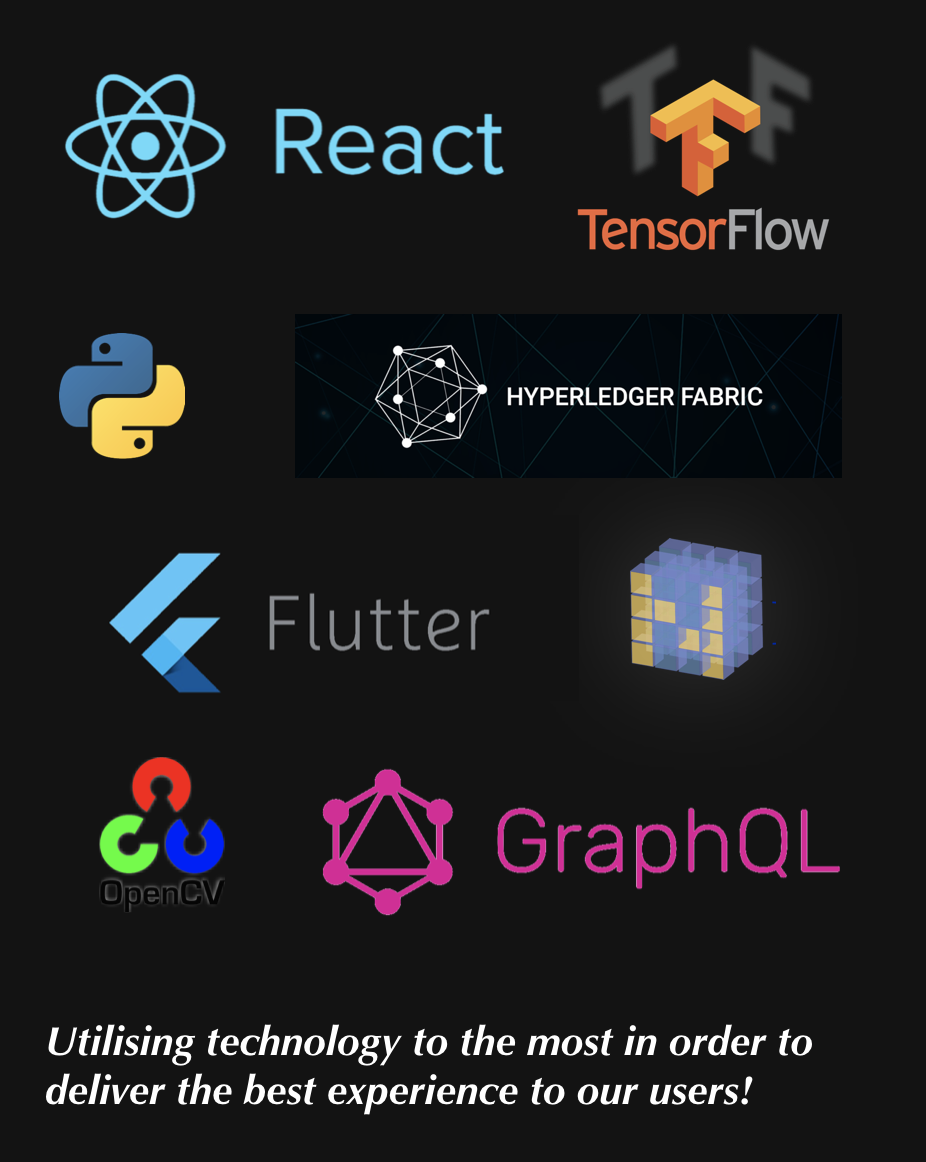 React
TensorFlow
HYPERLEDGER FABRIC
Flutter
OpenCV
GraphQL
Utilising technology to the most in order to
deliver the best experience to our users!